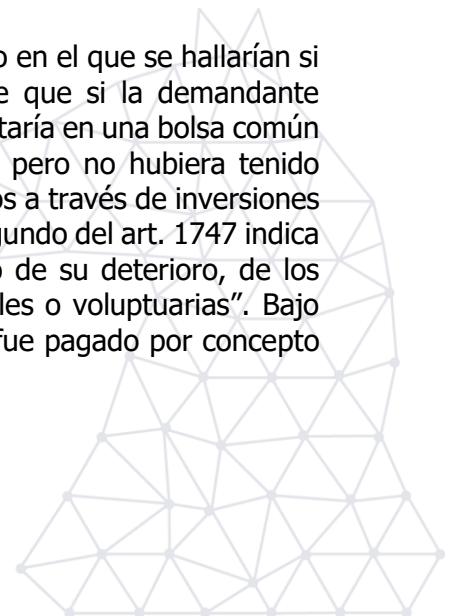 o en el que se hallarían si
e que si la demandante
taría en una bolsa común
pero no hubiera tenido
os a través de inversiones
gundo del art. 1747 indica
o de su deterioro, de los
les o voluptuarias”. Bajo
fue pagado por concepto